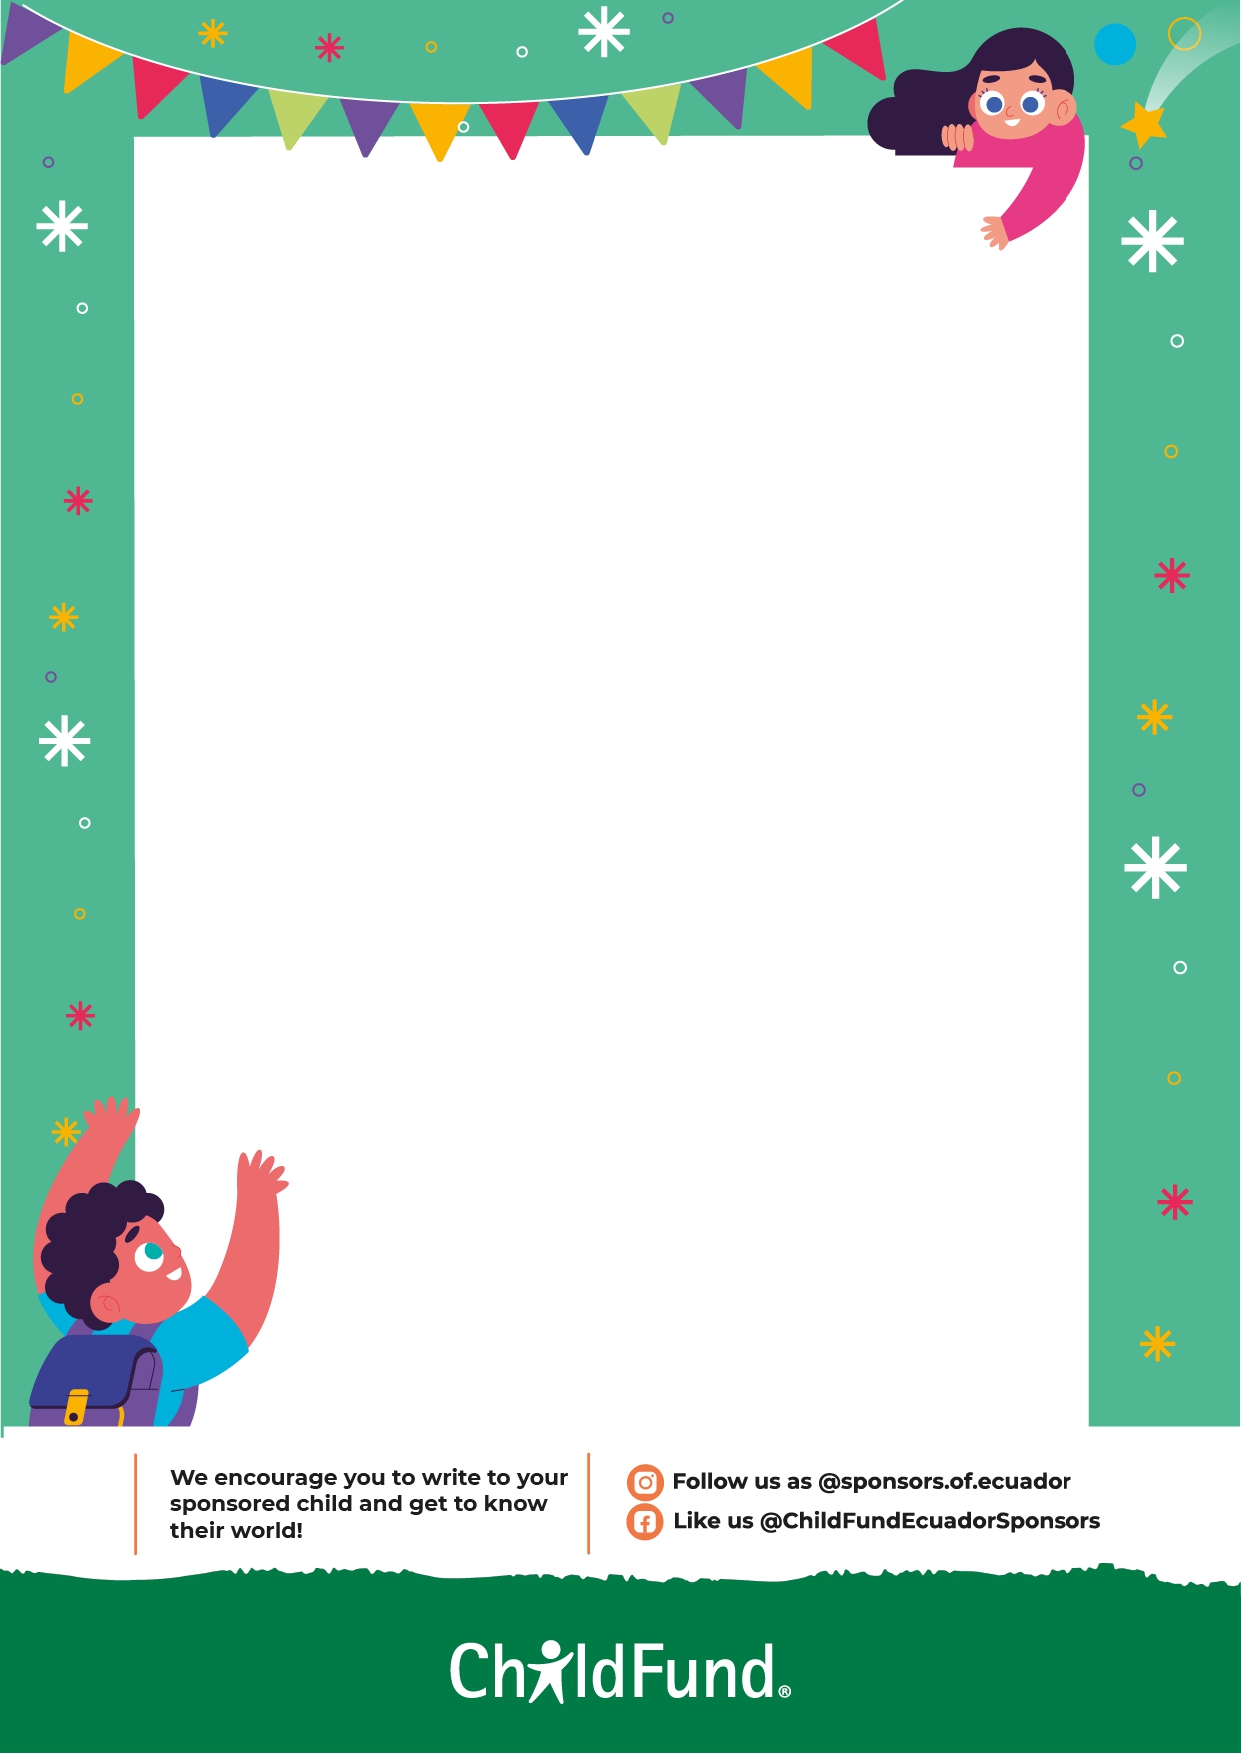 We encourage you to write to your
sponsored child and get to know
their world!
Follow us as @sponsors.of.ecuador
Like us @ChildFundEcuadorSponsors
ChildFund®